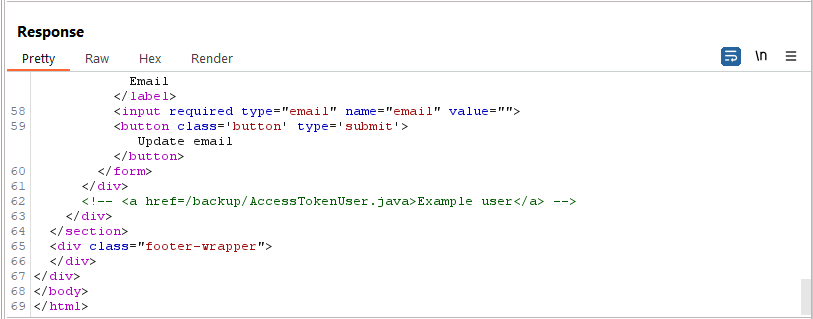 Response
Pretty Raw Hex Render \n
Email
</label>
58 <input required type="email" name="email" value="">
59 <button class='button' type='submit'>
Update email
</button>
60 </form>
61 </div>
62 <!-- <a href=/backup/AccessTokenUser.java>Example user</a> -->
63 </div>
64 </section>
65 <div class="footer-wrapper">
66 </div>
67 </div>
68 </body>
69 </html>